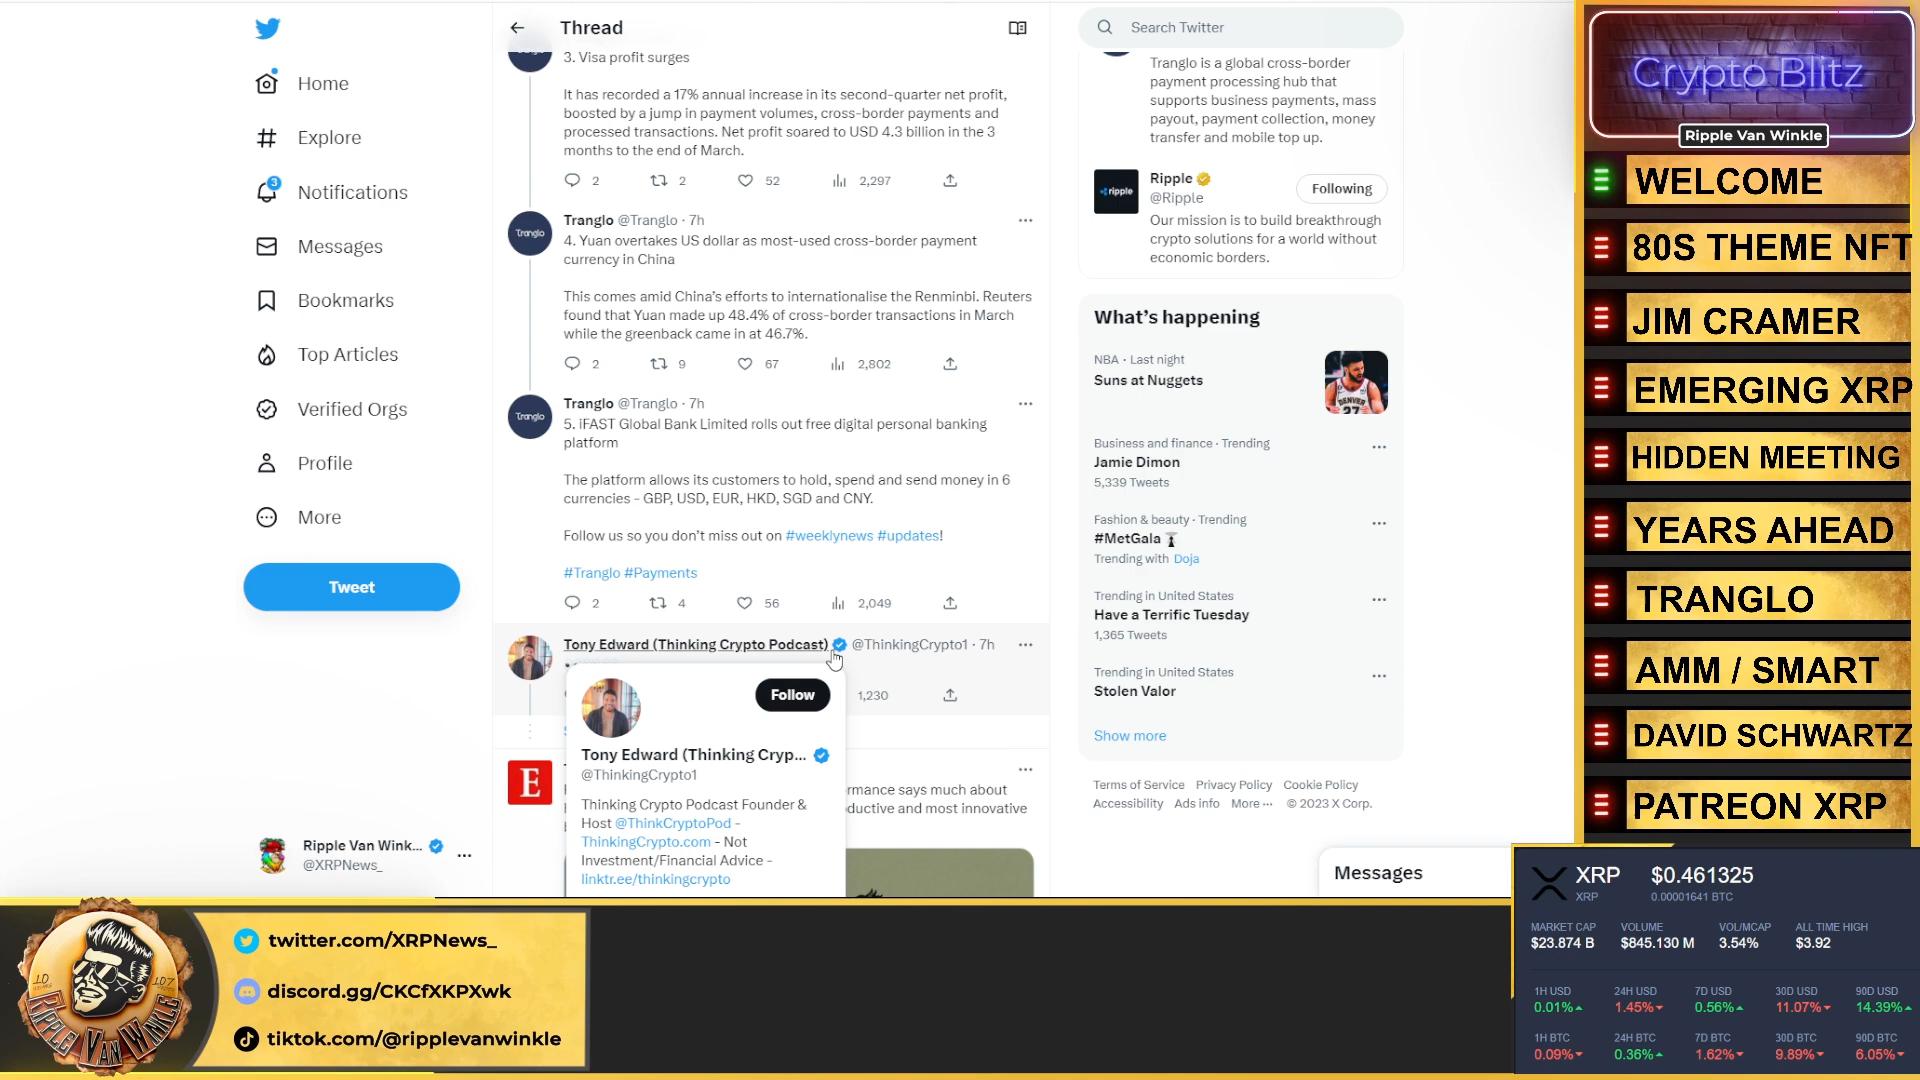 Home
Explore
3
Notifications
Messages
Bookmarks
Top Articles
Verified Orgs
Profile
More
Tweet
Ripple Van Wink...
@XRPNews_
Thread
3. Visa profit surges
It has recorded a 17% annual increase in its second-quarter net profit,
boosted by a jump in payment volumes, cross-border payments and
processed transactions. Net profit soared to USD 4.3 billion in the 3
months to the end of March.
2 2 52 2,297
Tranglo @Tranglo · 7h
Tranglo
4. Yuan overtakes US dollar as most-used cross-border payment
currency in China
This comes amid China’s efforts to internationalise the Renminbi. Reuters
found that Yuan made up 48.4% of cross-border transactions in March
while the greenback came in at 46.7%.
2 9 67 2,802
Tranglo @Tranglo · 7h
Tranglo
5. iFAST Global Bank Limited rolls out free digital personal banking
platform
The platform allows its customers to hold, spend and send money in 6
currencies - GBP, USD, EUR, HKD, SGD and CNY.
Follow us so you don’t miss out on #weeklynews #updates!
#Tranglo #Payments
2 4 56 2,049
Tony Edward (Thinking Crypto Podcast) @ThinkingCrypto1 · 7h
1,230
Follow
Tony Edward (Thinking Cryp...
@ThinkingCrypto1
Thinking Crypto Podcast Founder &
Host @ThinkCryptoPod -
ThinkingCrypto.com - Not
Investment/Financial Advice -
linktr.ee/thinkingcrypto
E
rmance says much about
ductive and most innovative
Search Twitter
Tranglo is a global cross-border
payment processing hub that
supports business payments, mass
payout, payment collection, money
transfer and mobile top up.
ripple
Ripple
@Ripple
Following
Our mission is to build breakthrough
crypto solutions for a world without
economic borders.
What’s happening
NBA · Last night
Suns at Nuggets
DENVER
27
Business and finance · Trending
Jamie Dimon
5,339 Tweets
Fashion & beauty · Trending
#MetGala
Trending with Doja
Trending in United States
Have a Terrific Tuesday
1,365 Tweets
Trending in United States
Stolen Valor
Show more
Terms of Service Privacy Policy Cookie Policy
Accessibility Ads info More ··· © 2023 X Corp.
Messages
Crypto Blitz
Ripple Van Winkle
WELCOME
80S THEME NFT
JIM CRAMER
EMERGING XRP
HIDDEN MEETING
YEARS AHEAD
TRANGLO
AMM / SMART
DAVID SCHWARTZ
PATREON XRP
XRP $0.461325
XRP 0.00001641 BTC
MARKET CAP VOLUME VOL/MCAP ALL TIME HIGH
$23.874 B $845.130 M 3.54% $3.92
1H USD 24H USD 7D USD 30D USD 90D USD
0.01% 1.45% 0.56% 11.07% 14.39%
1H BTC 24H BTC 7D BTC 30D BTC 90D BTC
0.09% 0.36% 1.62% 9.89% 6.05%
10 107
RIPPLE VAN WINKLE
twitter.com/XRPNews_
discord.gg/CKCfXKPXwk
tiktok.com/@ripplevanwinkle